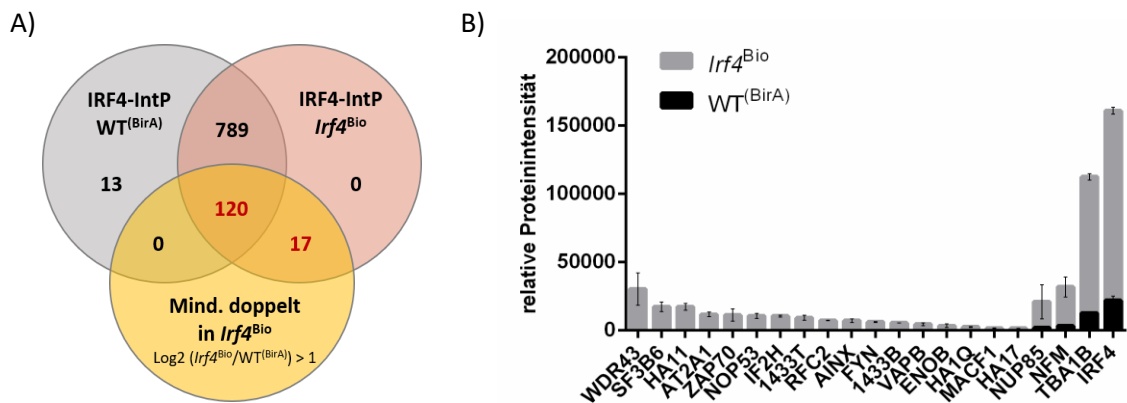 A)
IRF4-IntP
WT(BirA)
IRF4-IntP
Irf4Bio
789
13
0
120
0
17
Mind. doppelt
in Irf4Bio
Log2 (Irf4Bio/WT(BirA)) > 1
B)
relative Proteinintensität
200000
150000
100000
50000
0
Irf4Bio
WT(BirA)
WDR43
SF3B6
HA11
AT2A1
ZAP70
NOP53
IF2H
1433T
RFC2
AINX
FYN
1433B
VAPB
ENOB
HA1Q
MACF1
HA17
NUP85
NFM
TBA1B
IRF4